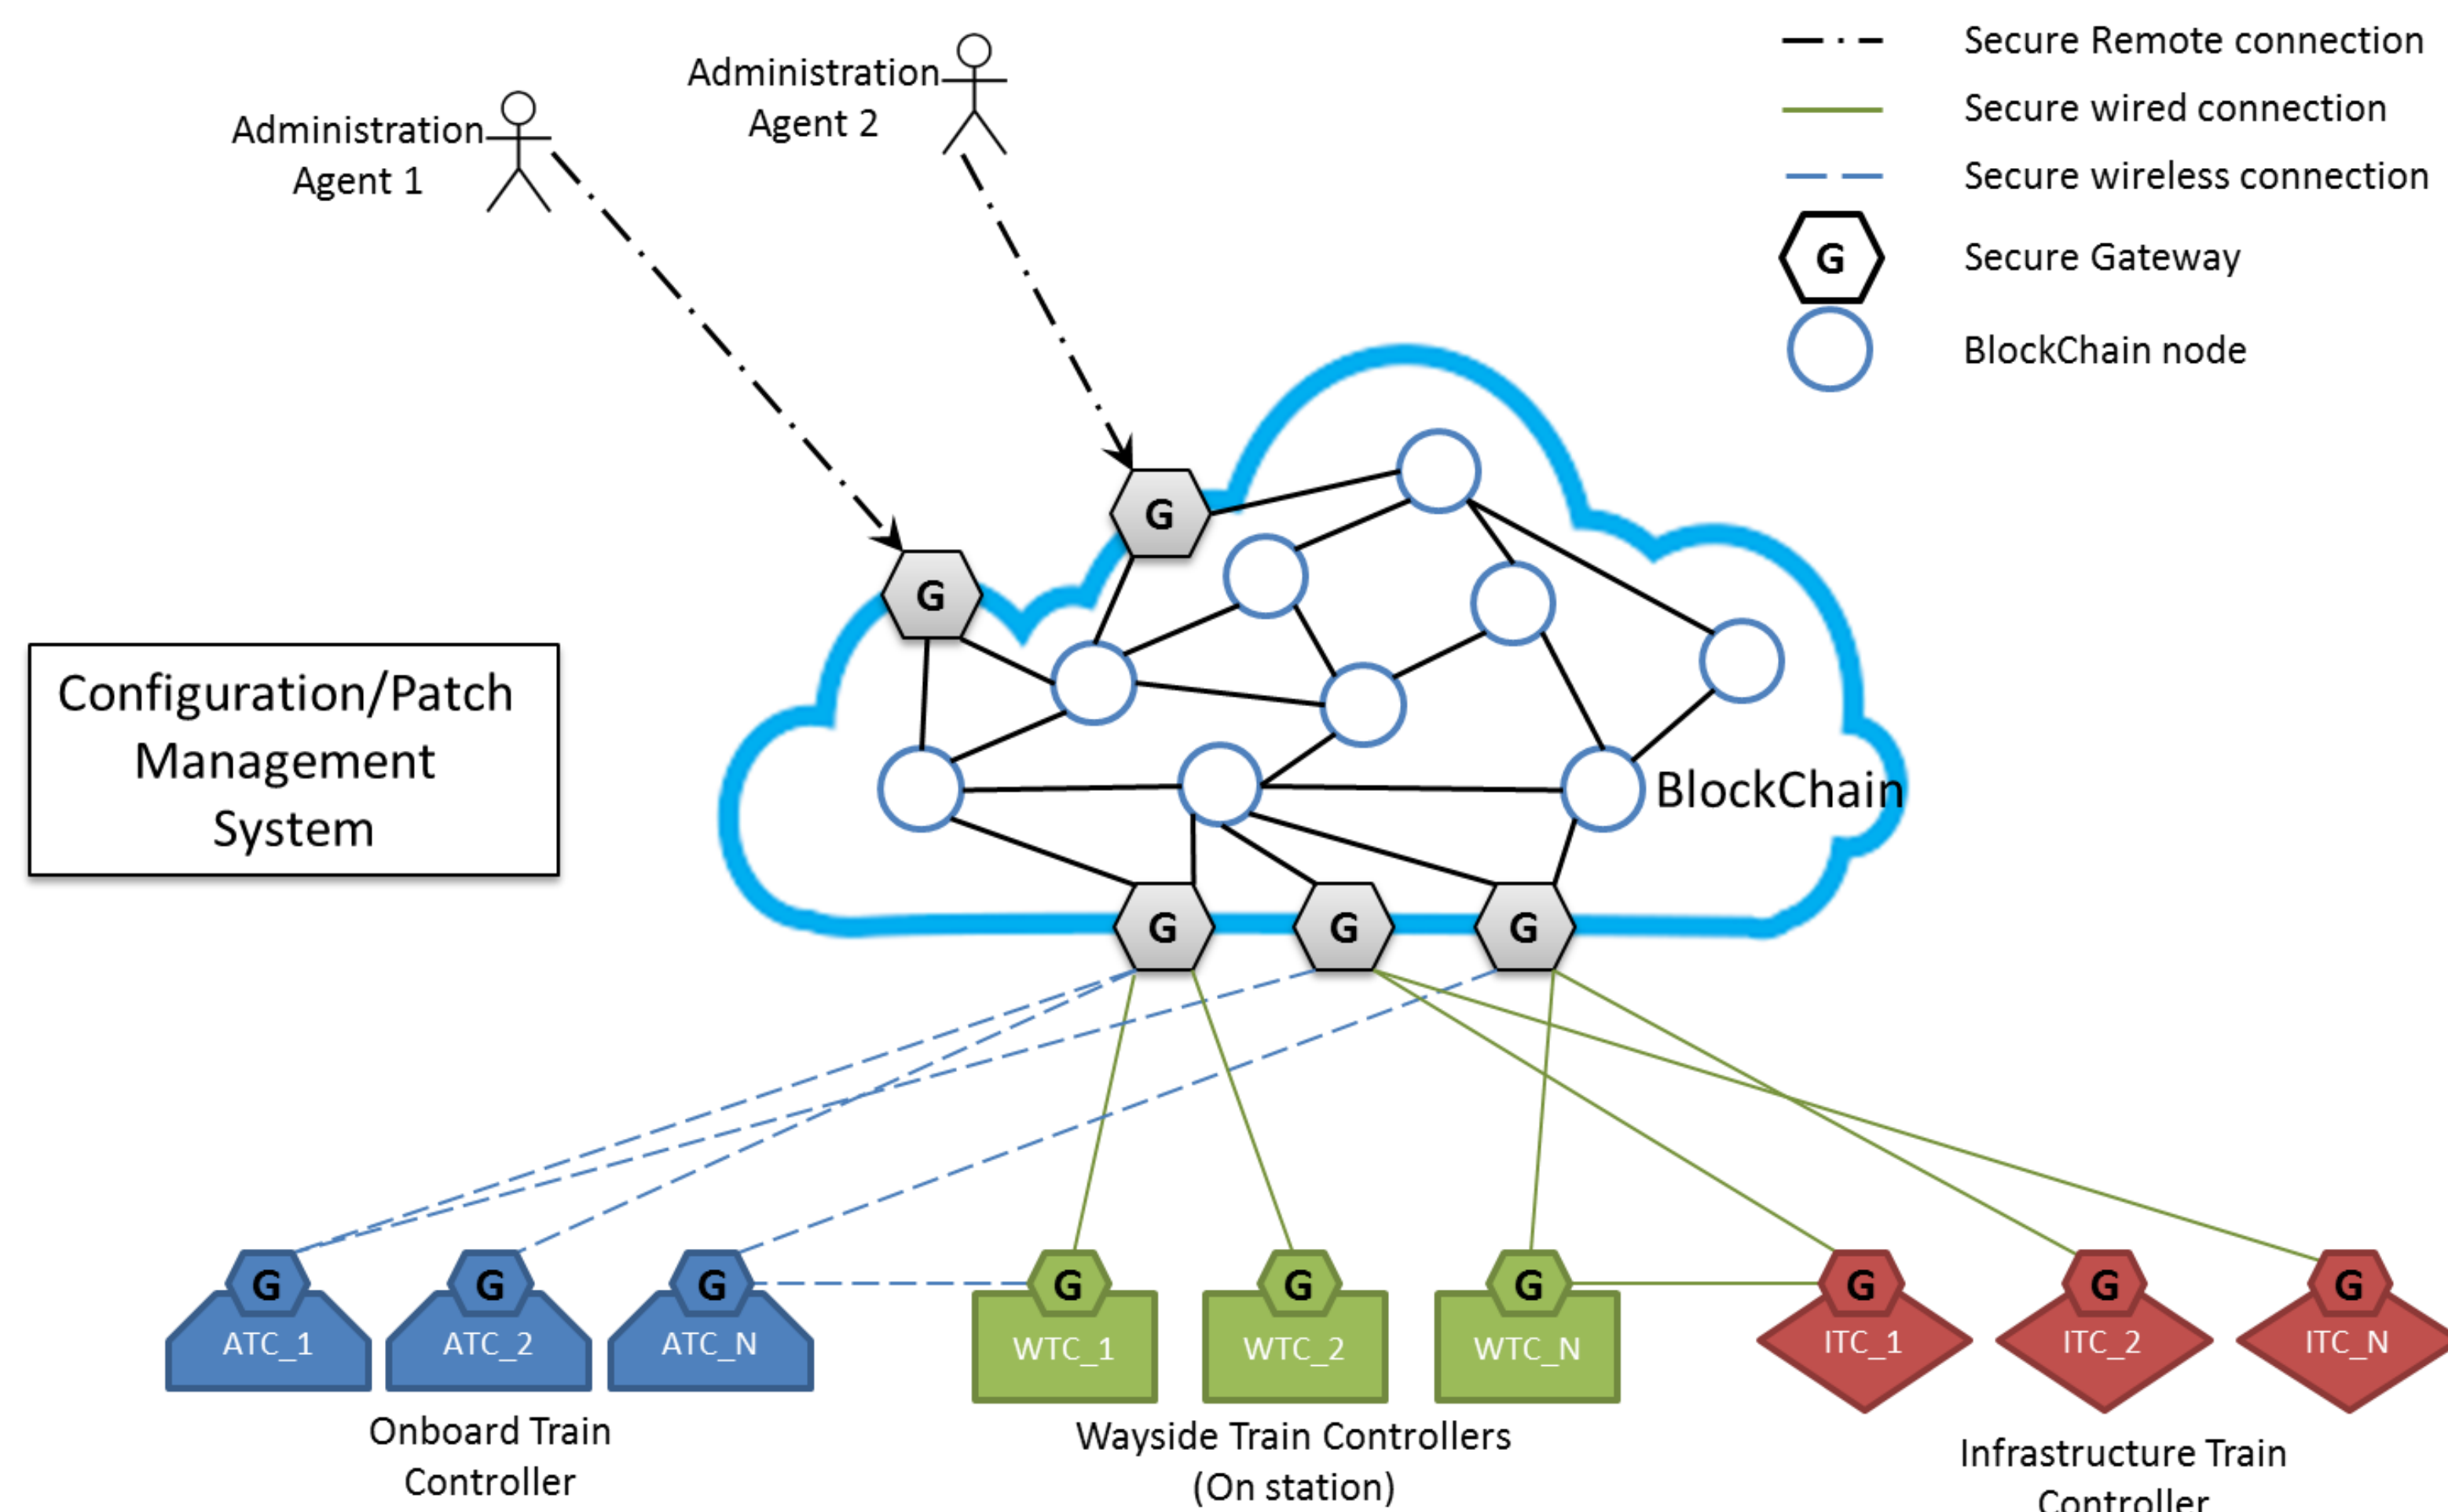 Administration
Agent 1
Administration
Agent 2
Secure Remote connection
Secure wired connection
Secure wireless connection
G
Secure Gateway
BlockChain node
G
G
Configuration/Patch
Management
System
BlockChain
G
G
G
G
G
G
G
G
G
G
G
G
ATC_1
ATC_2
ATC_N
WTC_1
WTC_2
WTC_N
ITC_1
ITC_2
ITC_N
Onboard Train
Controller
Wayside Train Controllers
(On station)
Infrastructure Train
Controller